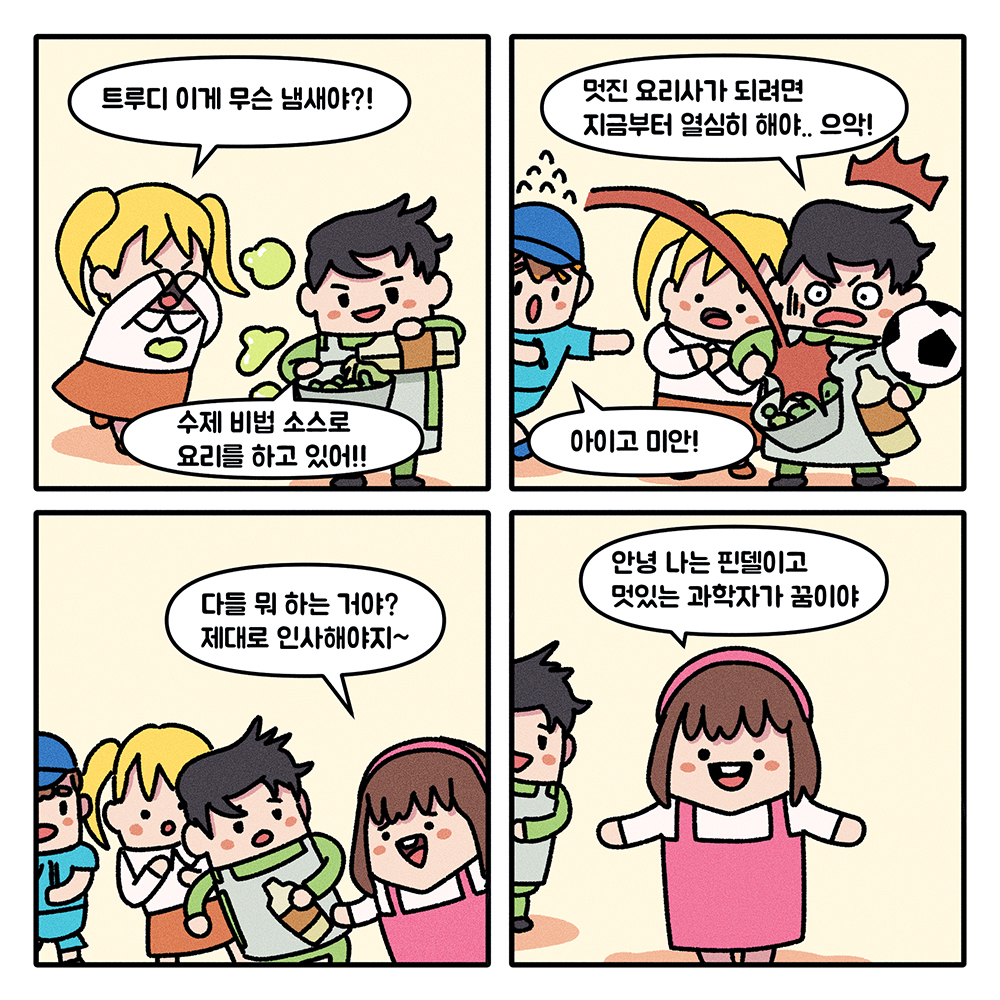 트루디 이게 무슨 냄새야?!
수제 비법 소스로
요리를 하고 있어!!
멋진 요리사가 되려면
지금부터 열심히 해야.. 으악!
아이고 미안!
다들 뭐 하는 거야?
제대로 인사해야지~
안녕 나는 핀델이고
멋있는 과학자가 꿈이야